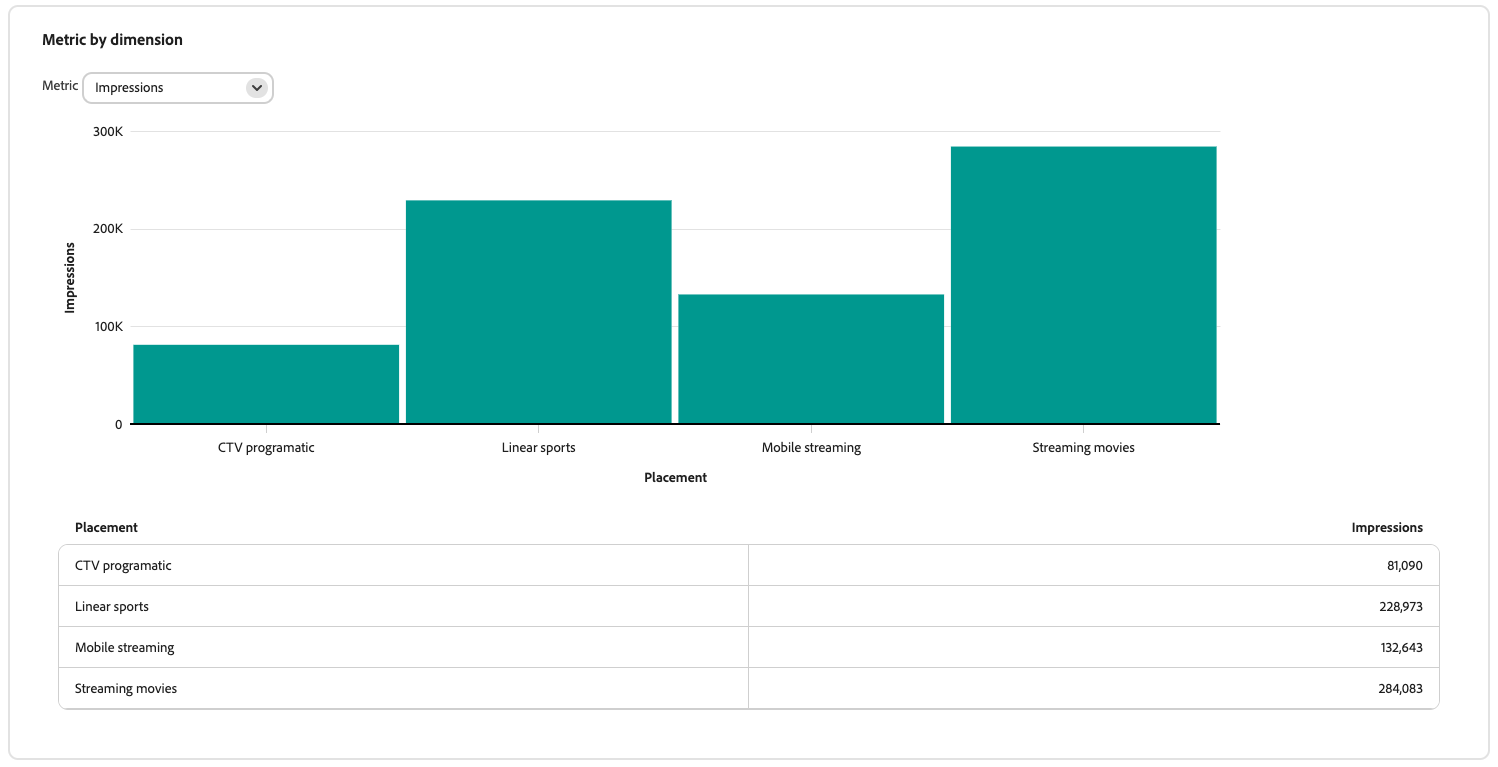 Metric by dimension
Metric Impressions
300K
200K
100K
0
Impressions
CTV programatic Linear sports Mobile streaming Streaming movies
Placement
Placement Impressions
CTV programatic 81,090
Linear sports 228,973
Mobile streaming 132,643
Streaming movies 284,083